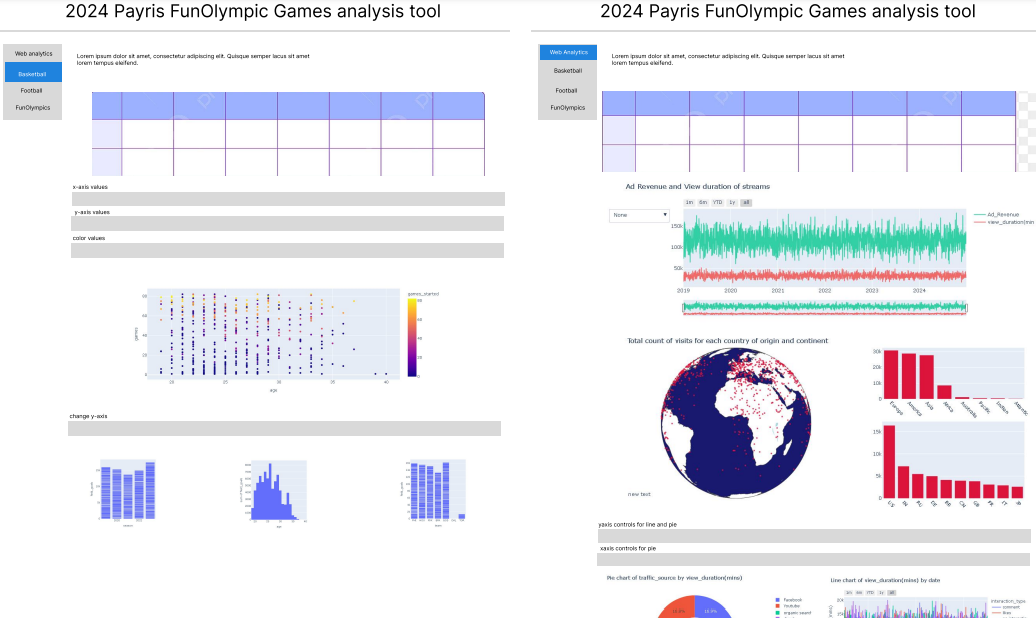 2024 Payris FunOlympic Games analysis tool
Web analytics
Basketball
Football
FunOlympics
Lorem ipsum dolor sit amet, consectetur adipiscing elit. Quisque semper lacus sit amet
lorem tempus eleifend.
x-axis values
y-axis values
color values
games_started
80
60
40
20
0
games
20
25
30
35
40
age
change y-axis
age
2024 Payris FunOlympic Games analysis tool
Web Analytics
Basketball
Football
FunOlympics
Lorem ipsum dolor sit amet, consectetur adipiscing elit. Quisque semper lacus sit amet
lorem tempus eleifend.
Ad Revenue and View duration of streams
1m 6m YTD 1y all
None
Ad_Revenue
view_duration(min
150k
100k
50k
2019 2020 2021 2022 2023 2024
Total count of visits for each country of origin and continent
30k
20k
10k
0
Europe America Asia Africa Australia Pacific Indian Atlantic
15k
10k
5k
0
new text
yaxis controls for line and pie
xaxis controls for pie
Pie chart of traffic_source by view_duration(mins)
Facebook
Youtube
organic search
Line chart of view_duration(mins) by date
1m 6m YTD 1y all
interaction_type
comment
likes